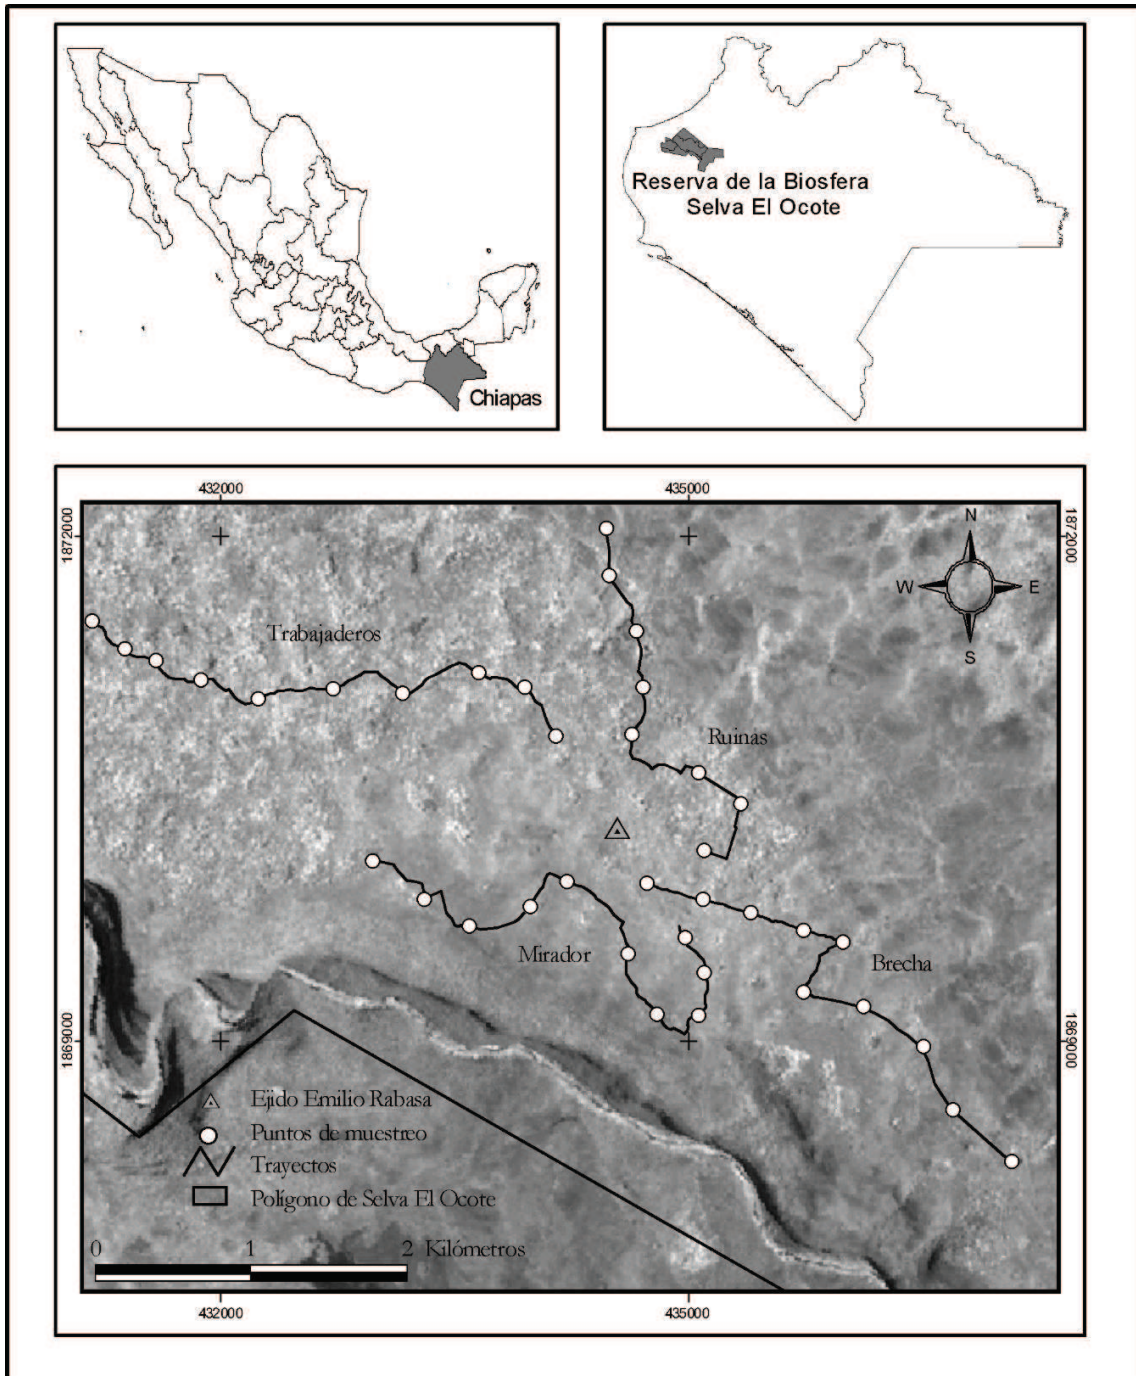 Chiapas
Reserva de la Biosfera
Selva El Ocote
432000
435000
1872000
1872000
N
W
E
S
Trabajaderos
Ruinas
Mirador
Brecha
1869000
1869000
Ejido Emilio Rabasa
Puntos de muestreo
Trayectos
Polígono de Selva El Ocote
0 1 2 Kilómetros
432000
435000